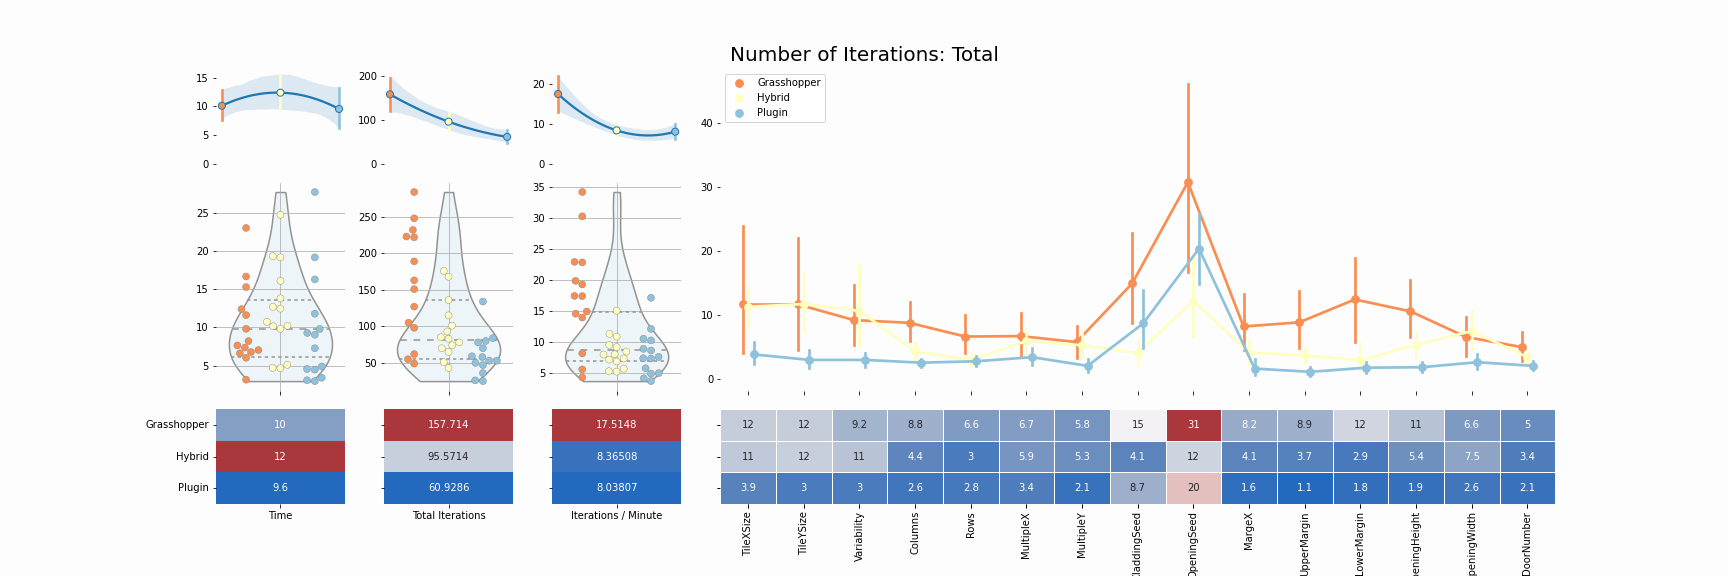 Number of Iterations: Total
Grasshopper
Hybrid
Plugin
15
10
5
0
200
100
0
20
10
0
40
30
20
10
0
25
20
15
10
5
250
200
150
100
50
35
30
25
20
15
10
5
Grasshopper 10 157.714 17.5148 12 12 9.2 8.8 6.6 6.7 5.8 15 31 8.2 8.9 12 11 6.6 5
Hybrid 12 95.5714 8.36508 11 12 11 4.4 3 5.9 5.3 4.1 12 4.1 3.7 2.9 5.4 7.5 3.4
Plugin 9.6 60.9286 8.03807 3.9 3 3 2.6 2.8 3.4 2.1 8.7 20 1.6 1.1 1.8 1.9 2.6 2.1
Time Total Iterations Iterations / Minute
TileXSize
TileYSize
Variability
Columns
Rows
MultipleX
MultipleY
CladdingSeed
OpeningSeed
MargeX
UpperMargin
LowerMargin
peningHeight
peningWidth
DoorNumber